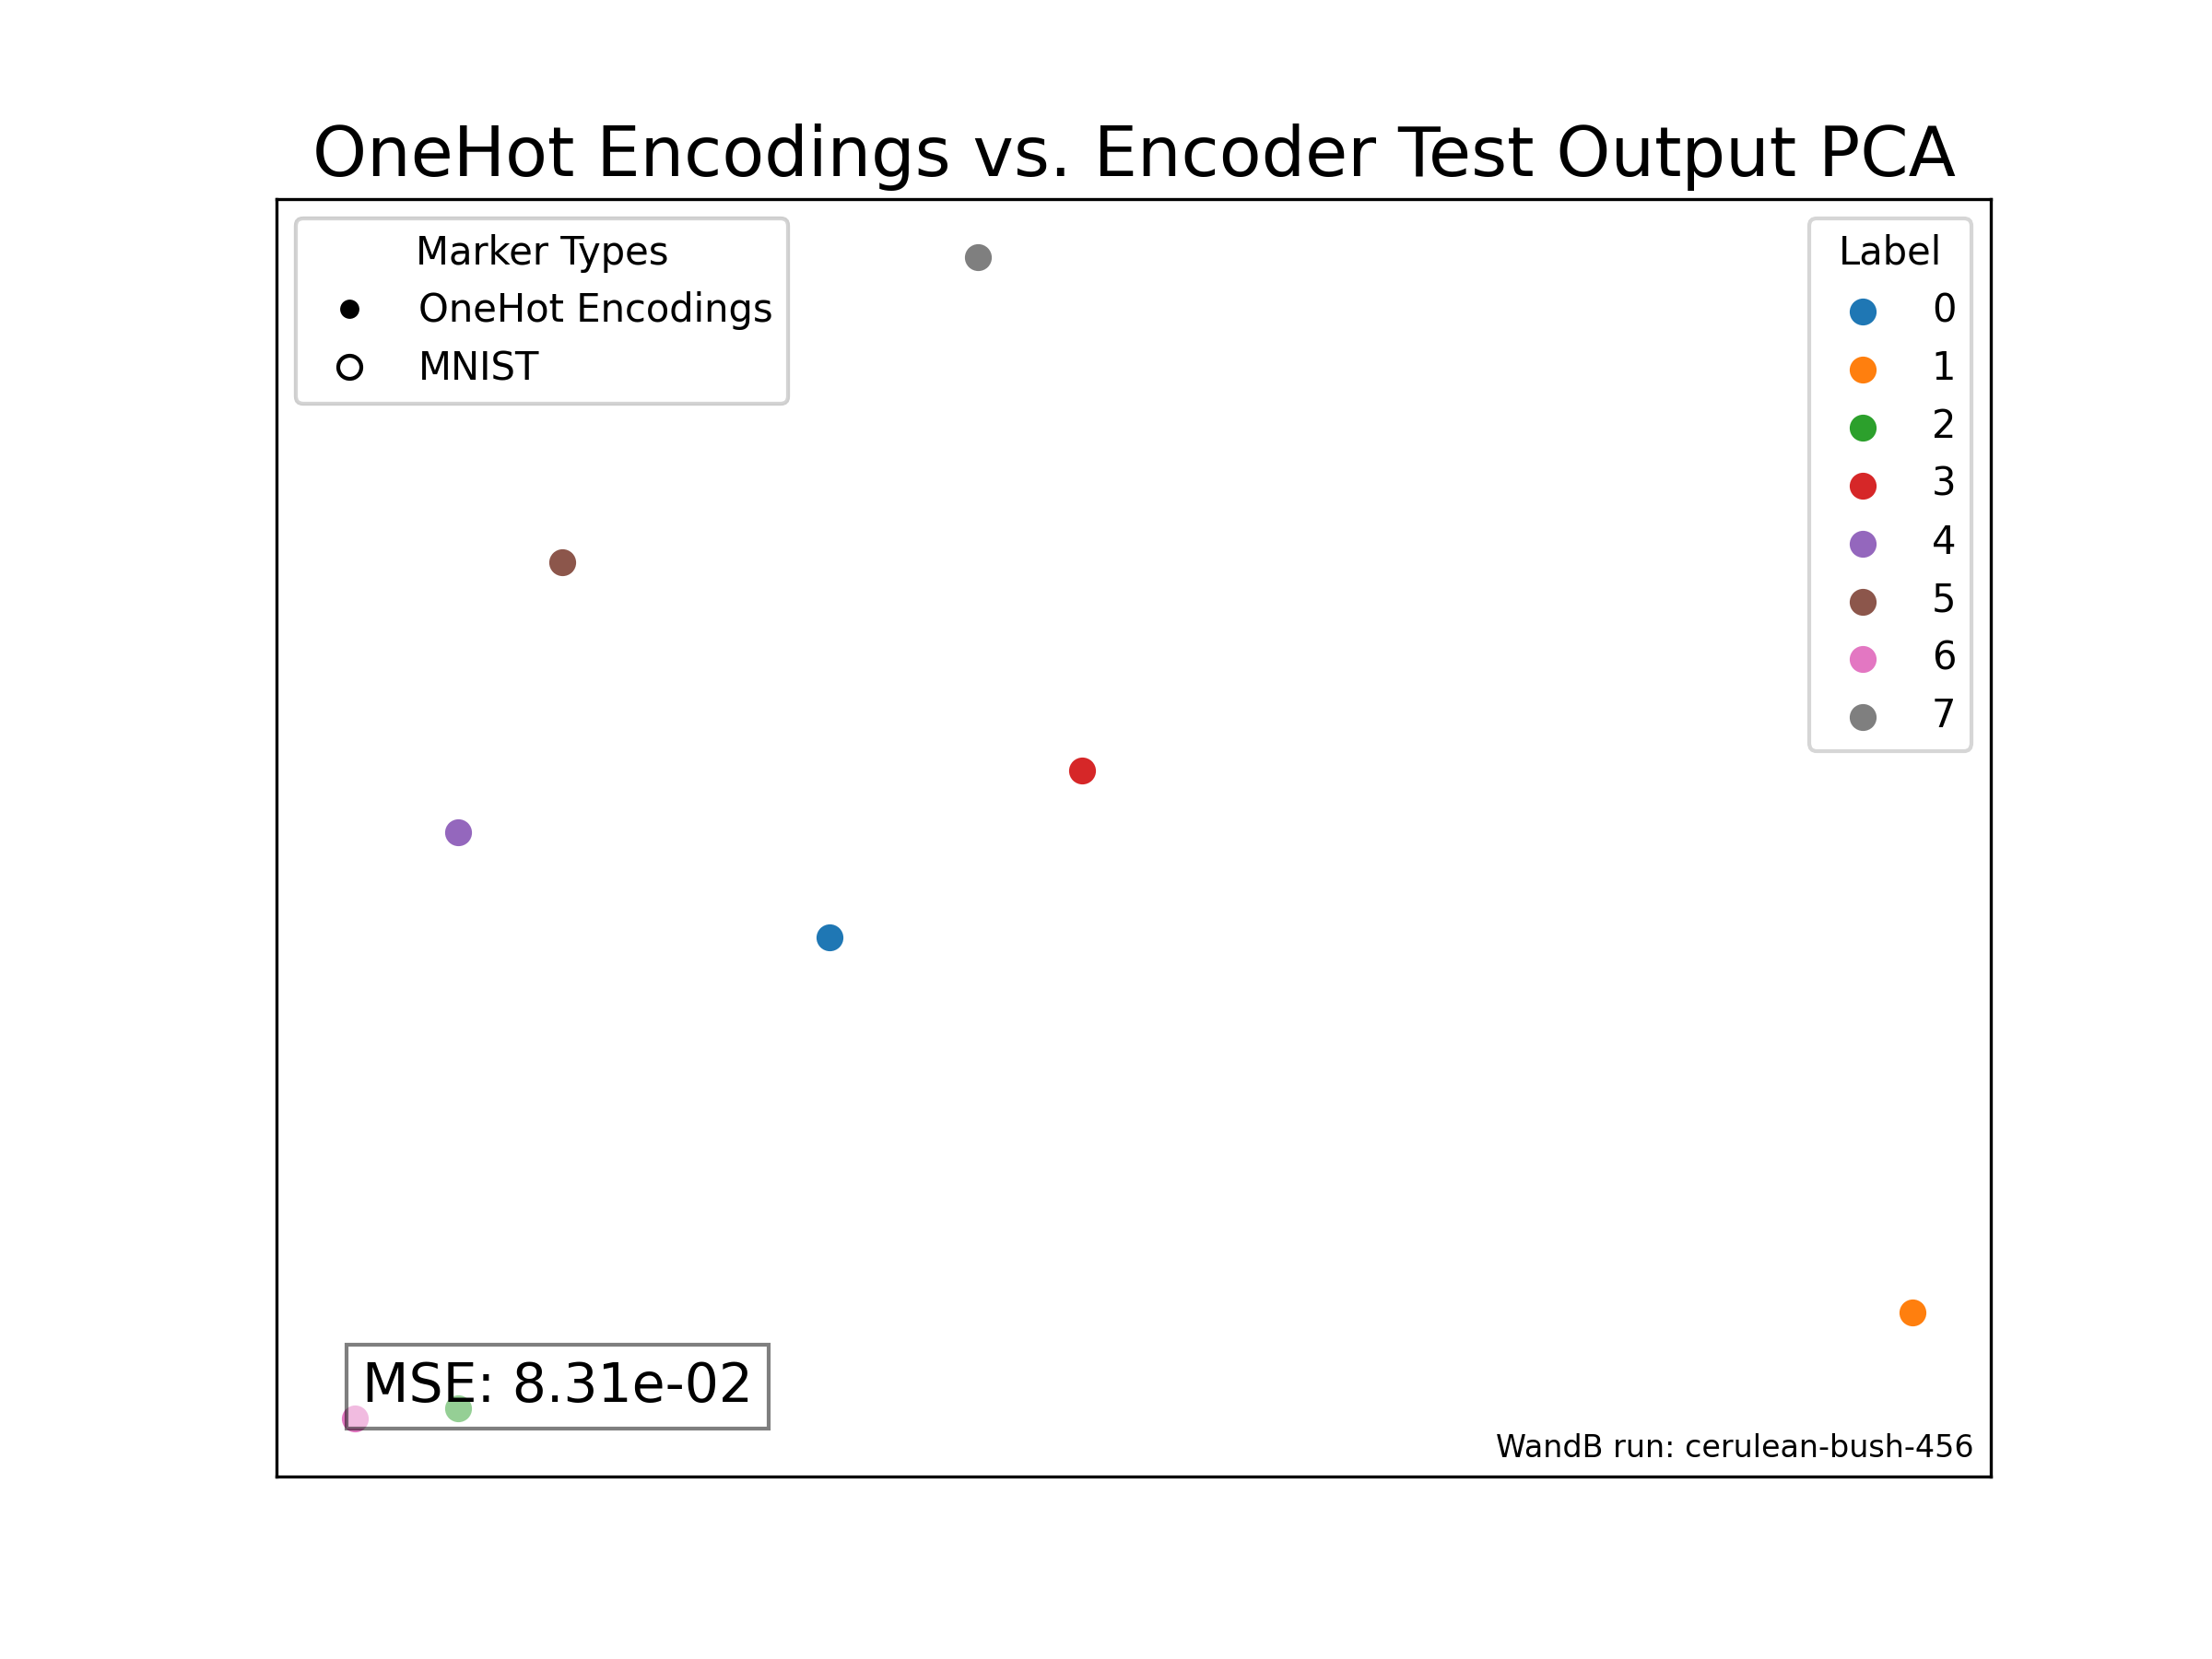 OneHot Encodings vs. Encoder Test Output PCA
Marker Types
OneHot Encodings
MNIST
Label
0
1
2
3
4
5
6
7
MSE: 8.31e-02
WandB run: cerulean-bush-456